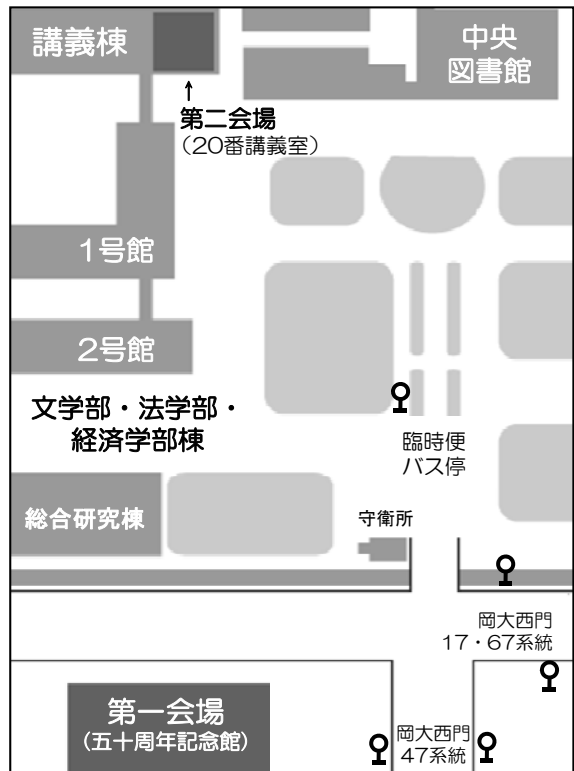 講義棟
中央
図書館
第二会場
（20番講義室）
1号館
2号館
文学部・法学部・
経済学部棟
臨時便
バス停
総合研究棟
守衛所
岡大西門
17・67系統
第一会場
（五十周年記念館）
岡大西門
47系統